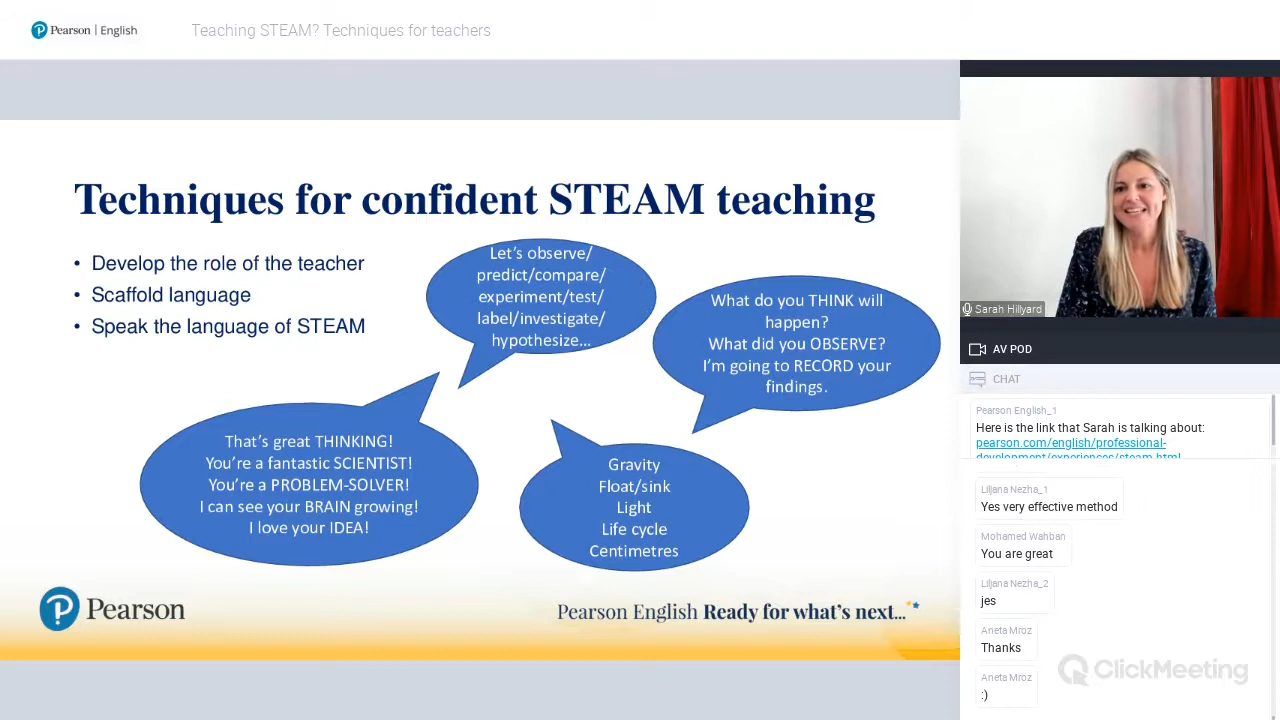 Pearson | English
Teaching STEAM? Techniques for teachers
Techniques for confident STEAM teaching
• Develop the role of the teacher
• Scaffold language
• Speak the language of STEAM
Let's observe/
predict/compare/
experiment/test/
label/investigate/
hypothesize...
What do you THINK will
happen?
What did you OBSERVE?
I'm going to RECORD your
findings.
That's great THINKING!
You're a fantastic SCIENTIST!
You're a PROBLEM-SOLVER!
I can see your BRAIN growing!
I love your IDEA!
Gravity
Float/sink
Light
Life cycle
Centimetres
Pearson
Pearson English Ready for what's next...
Sarah Hillyard
AV POD
CHAT
Pearson English_1
Here is the link that Sarah is talking about:
pearson.com/english/professional-
development/experiences/steam.html
Liljana Nezha_1
Yes very effective method
Mohamed Wahban
You are great
Liljana Nezha_2
jes
Aneta Mroz
Thanks
Aneta Mroz
:)
ClickMeeting